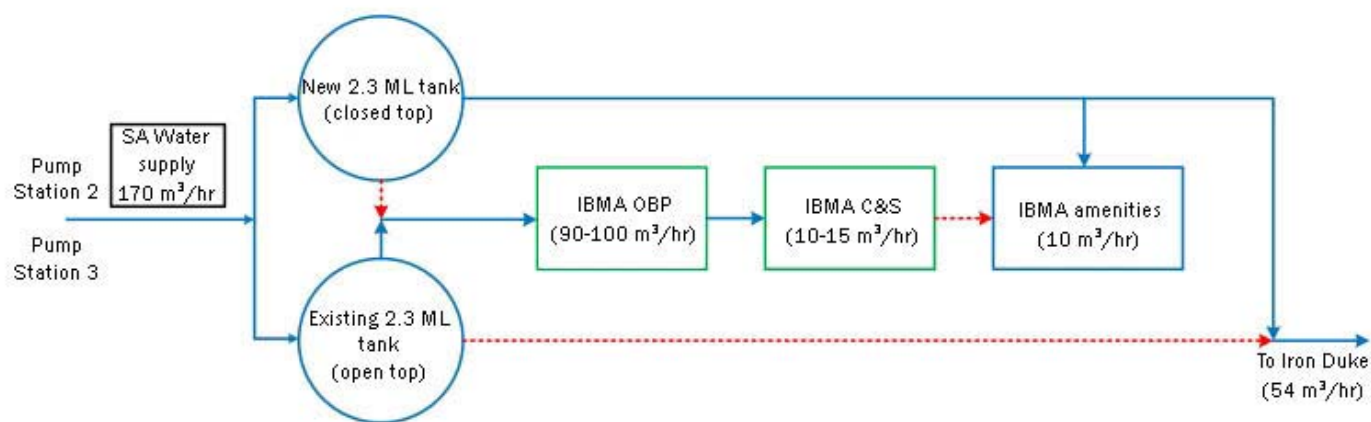 Pump
Station 2
SA Water
supply
170 m³/hr
Pump
Station 3
New 2.3 ML tank
(closed top)
Existing 2.3 ML
tank
(open top)
IBMA OBP
(90-100 m³/hr)
IBMA C&S
(10-15 m³/hr)
IBMA amenities
(10 m³/hr)
To Iron Duke
(54 m³/hr)